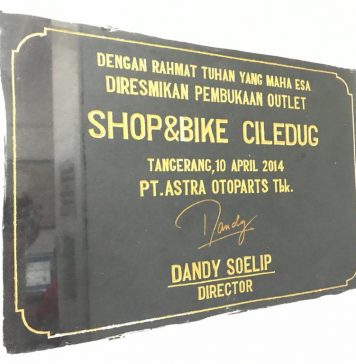 DENGAN RAHMAT TUHAN YANG MAHA ESA
DIRESMIKAN PEMBUKAAN OUTLET
SHOP&BIKE CILEDUG
TANGERANG,10 APRIL 2014
PT.ASTRA OTOPARTS Tbk.
Dandy
DANDY SOELIP
DIRECTOR